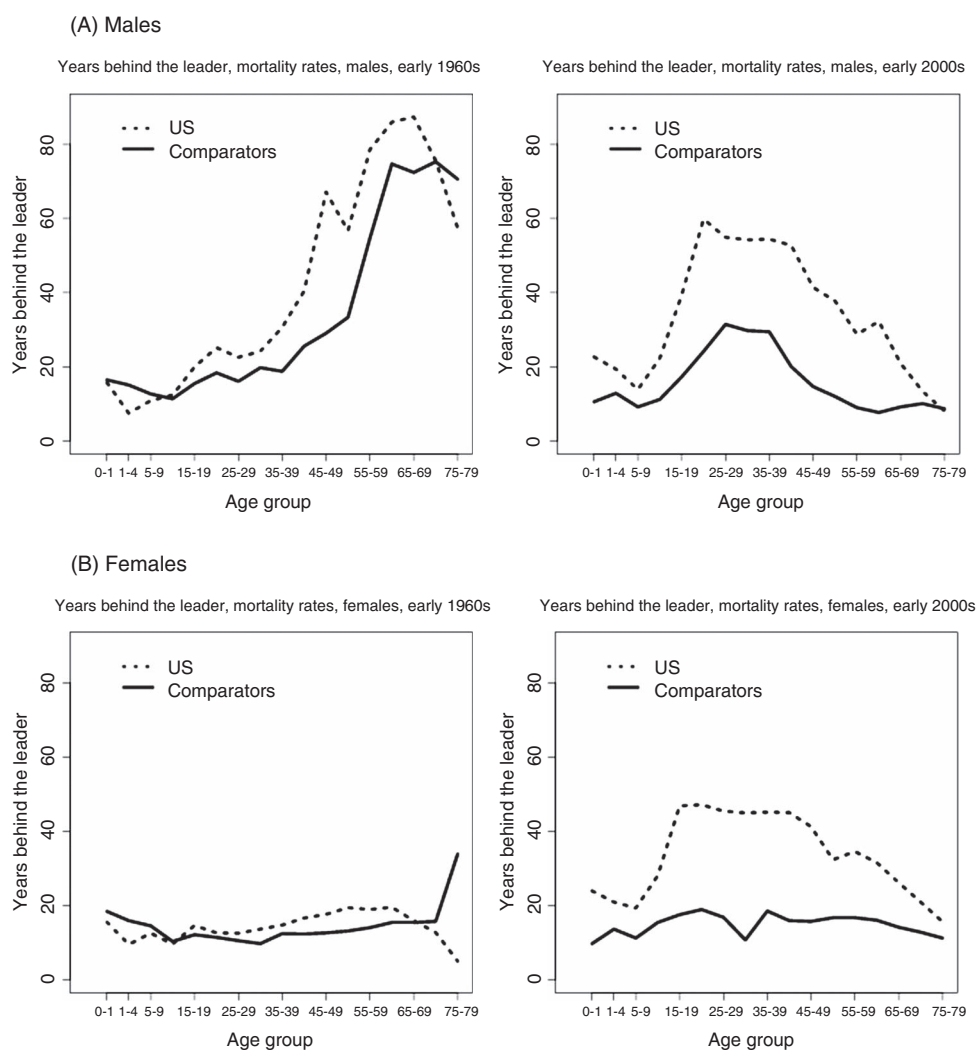 (A) Males
Years behind the leader, mortality rates, males, early 1960s
US
Comparators
Years behind the leader
80
60
40
20
0
0-1 1-4 5-9 15-19 25-29 35-39 45-49 55-59 65-69 75-79
Age group
Years behind the leader, mortality rates, males, early 2000s
US
Comparators
Years behind the leader
80
60
40
20
0
0-1 1-4 5-9 15-19 25-29 35-39 45-49 55-59 65-69 75-79
Age group
(B) Females
Years behind the leader, mortality rates, females, early 1960s
US
Comparators
Years behind the leader
80
60
40
20
0
0-1 1-4 5-9 15-19 25-29 35-39 45-49 55-59 65-69 75-79
Age group
Years behind the leader, mortality rates, females, early 2000s
US
Comparators
Years behind the leader
80
60
40
20
0
0-1 1-4 5-9 15-19 25-29 35-39 45-49 55-59 65-69 75-79
Age group